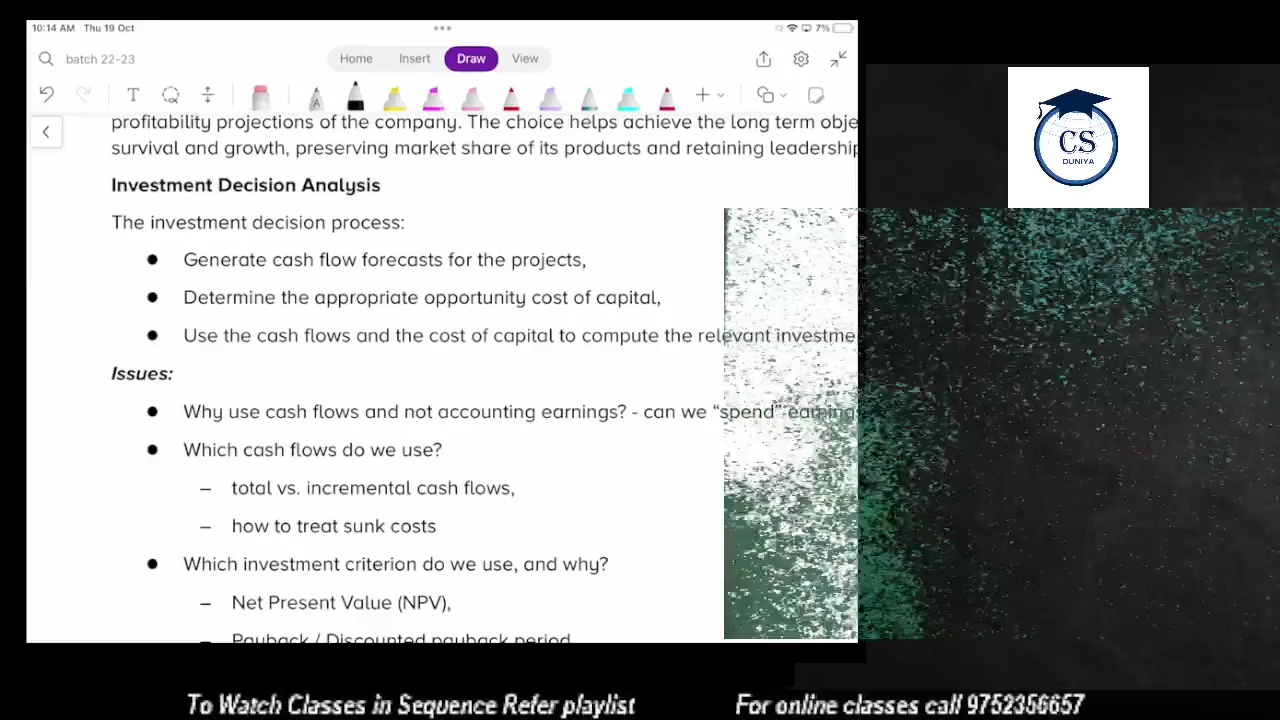 10:14 AM Thu 19 Oct
7%
batch 22-23
Home Insert Draw View
T A
CS
DUNIYA
profitability projections of the company. The choice helps achieve the long term obje
survival and growth, preserving market share of its products and retaining leadership
Investment Decision Analysis
The investment decision process:
● Generate cash flow forecasts for the projects,
● Determine the appropriate opportunity cost of capital,
● Use the cash flows and the cost of capital to compute the relevant investme
Issues:
● Why use cash flows and not accounting earnings? - can we “spend” earnings
● Which cash flows do we use?
– total vs. incremental cash flows,
– how to treat sunk costs
● Which investment criterion do we use, and why?
– Net Present Value (NPV),
– Payback / Discounted payback period
To Watch Classes in Sequence Refer playlist
For online classes call 9752356657